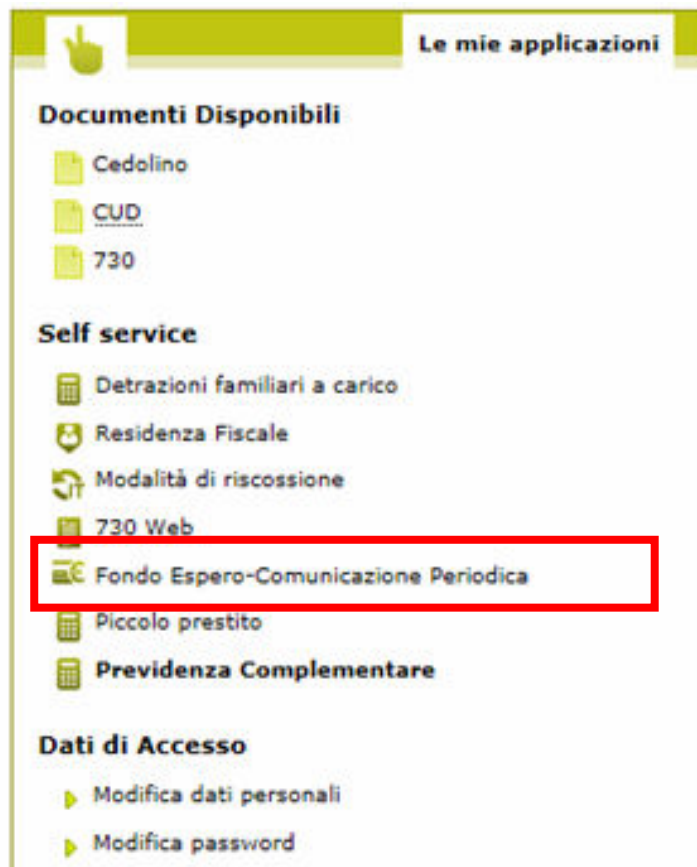 Le mie applicazioni
Documenti Disponibili
Cedolino
CUD
730
Self service
Detrazioni familiari a carico
Residenza Fiscale
Modalità di riscossione
730 Web
Fondo Espero-Comunicazione Periodica
Piccolo prestito
Previdenza Complementare
Dati di Accesso
Modifica dati personali
Modifica password